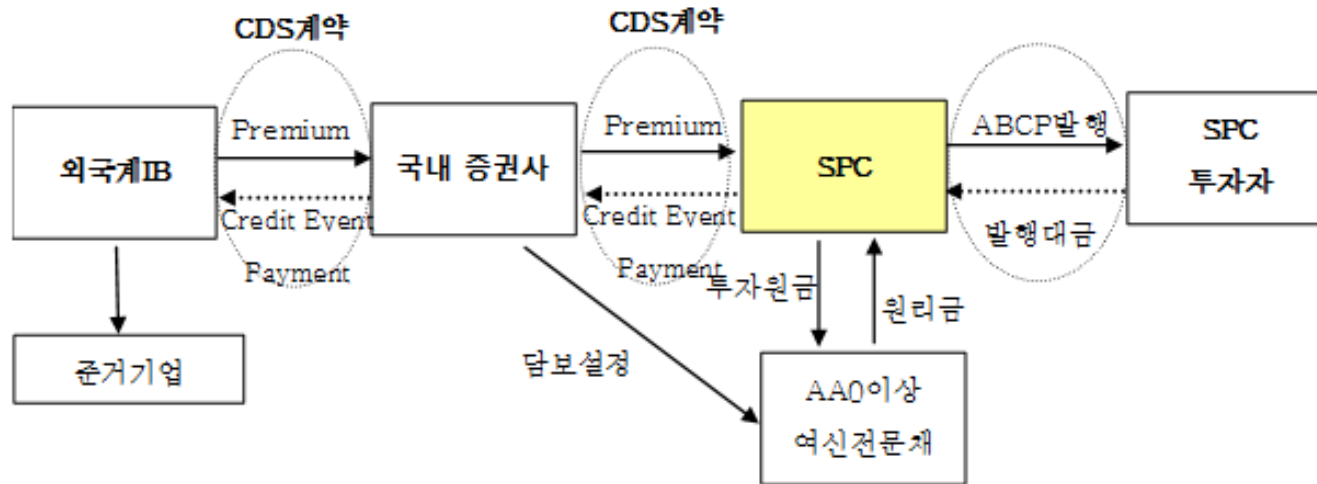 CDS계약
CDS계약
외국계IB
Premium
Credit Event
Payment
국내 증권사
Premium
Credit Event
Payment
SPC
ABCP발행
발행대금
SPC
투자자
준거기업
담보설정
투자원금
원리금
AA0이상
여신전문채